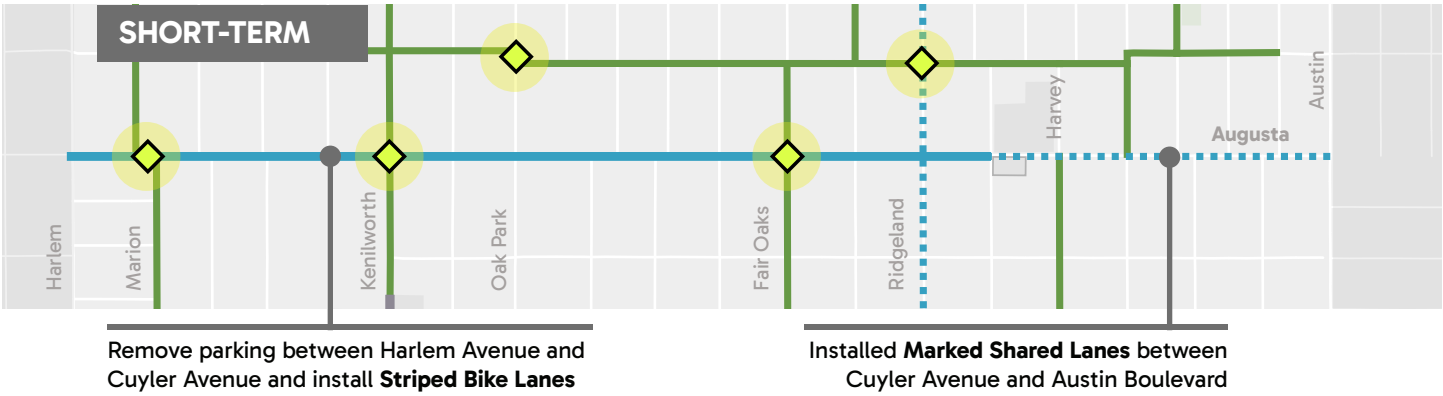 SHORT-TERM
Harlem
Marion
Kenilworth
Oak Park
Fair Oaks
Ridgeland
Harvey
Augusta
Austin
Remove parking between Harlem Avenue and
Cuyler Avenue and install Striped Bike Lanes
Installed Marked Shared Lanes between
Cuyler Avenue and Austin Boulevard